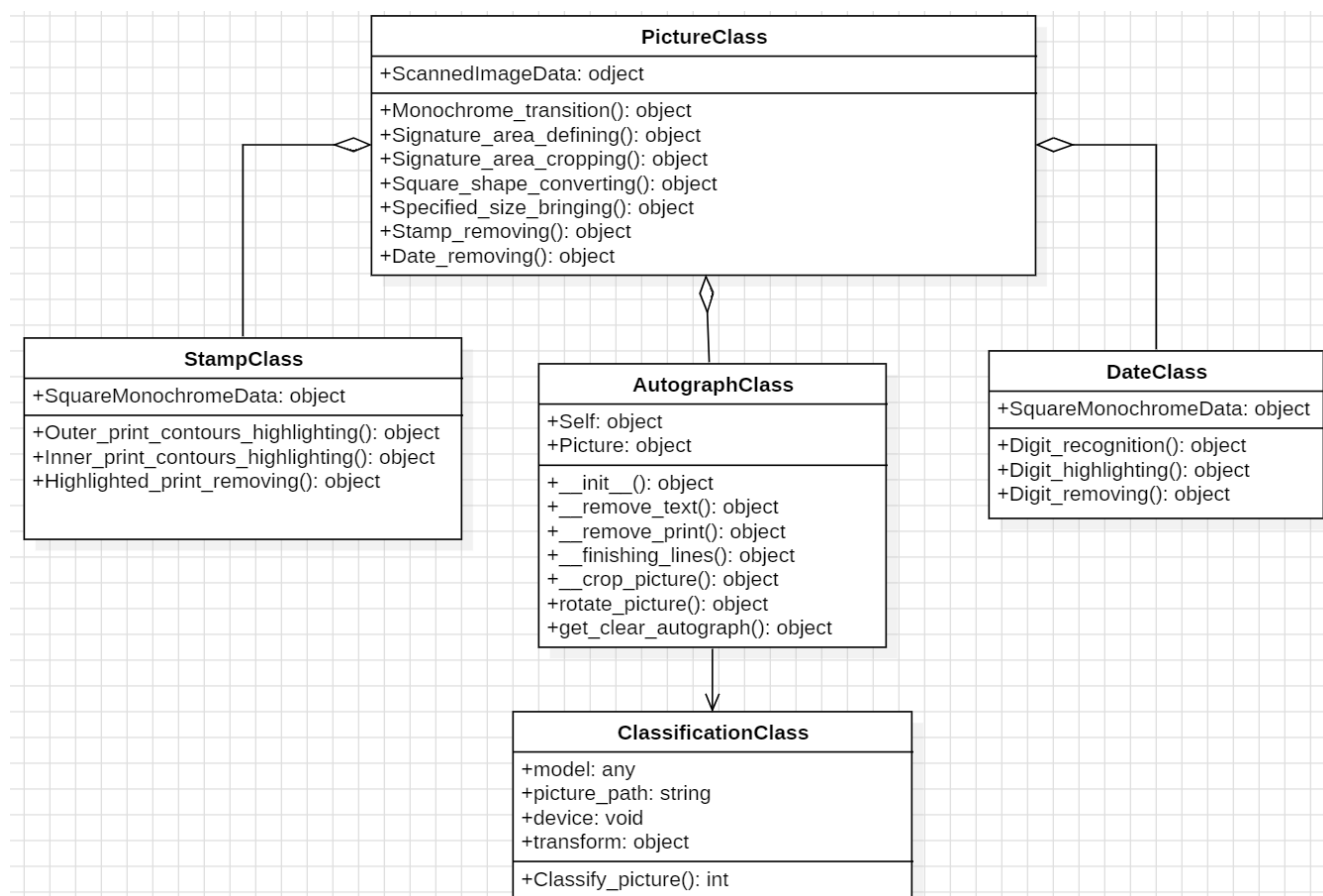 PictureClass
+ScannedImageData: odject
+Monochrome_transition(): object
+Signature_area_defining(): object
+Signature_area_cropping(): object
+Square_shape_converting(): object
+Specified_size_bringing(): object
+Stamp_removing(): object
+Date_removing(): object
StampClass
+SquareMonochromeData: object
+Outer_print_contours_highlighting(): object
+Inner_print_contours_highlighting(): object
+Highlighted_print_removing(): object
AutographClass
+Self: object
+Picture: object
+__init__(): object
+__remove_text(): object
+__remove_print(): object
+__finishing_lines(): object
+__crop_picture(): object
+rotate_picture(): object
+get_clear_autograph(): object
DateClass
+SquareMonochromeData: object
+Digit_recognition(): object
+Digit_highlighting(): object
+Digit_removing(): object
ClassificationClass
+model: any
+picture_path: string
+device: void
+transform: object
+Classify_picture(): int